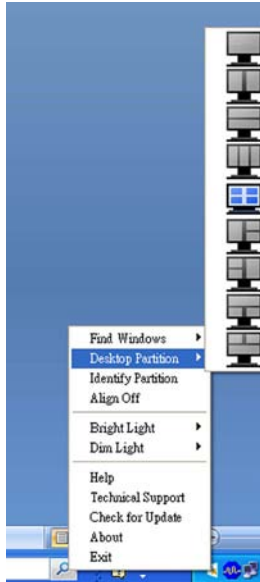 Find Windows
Desktop Partition
Identify Partition
Align Off
Bright Light
Dim Light
Help
Technical Support
Check for Update
About
Exit